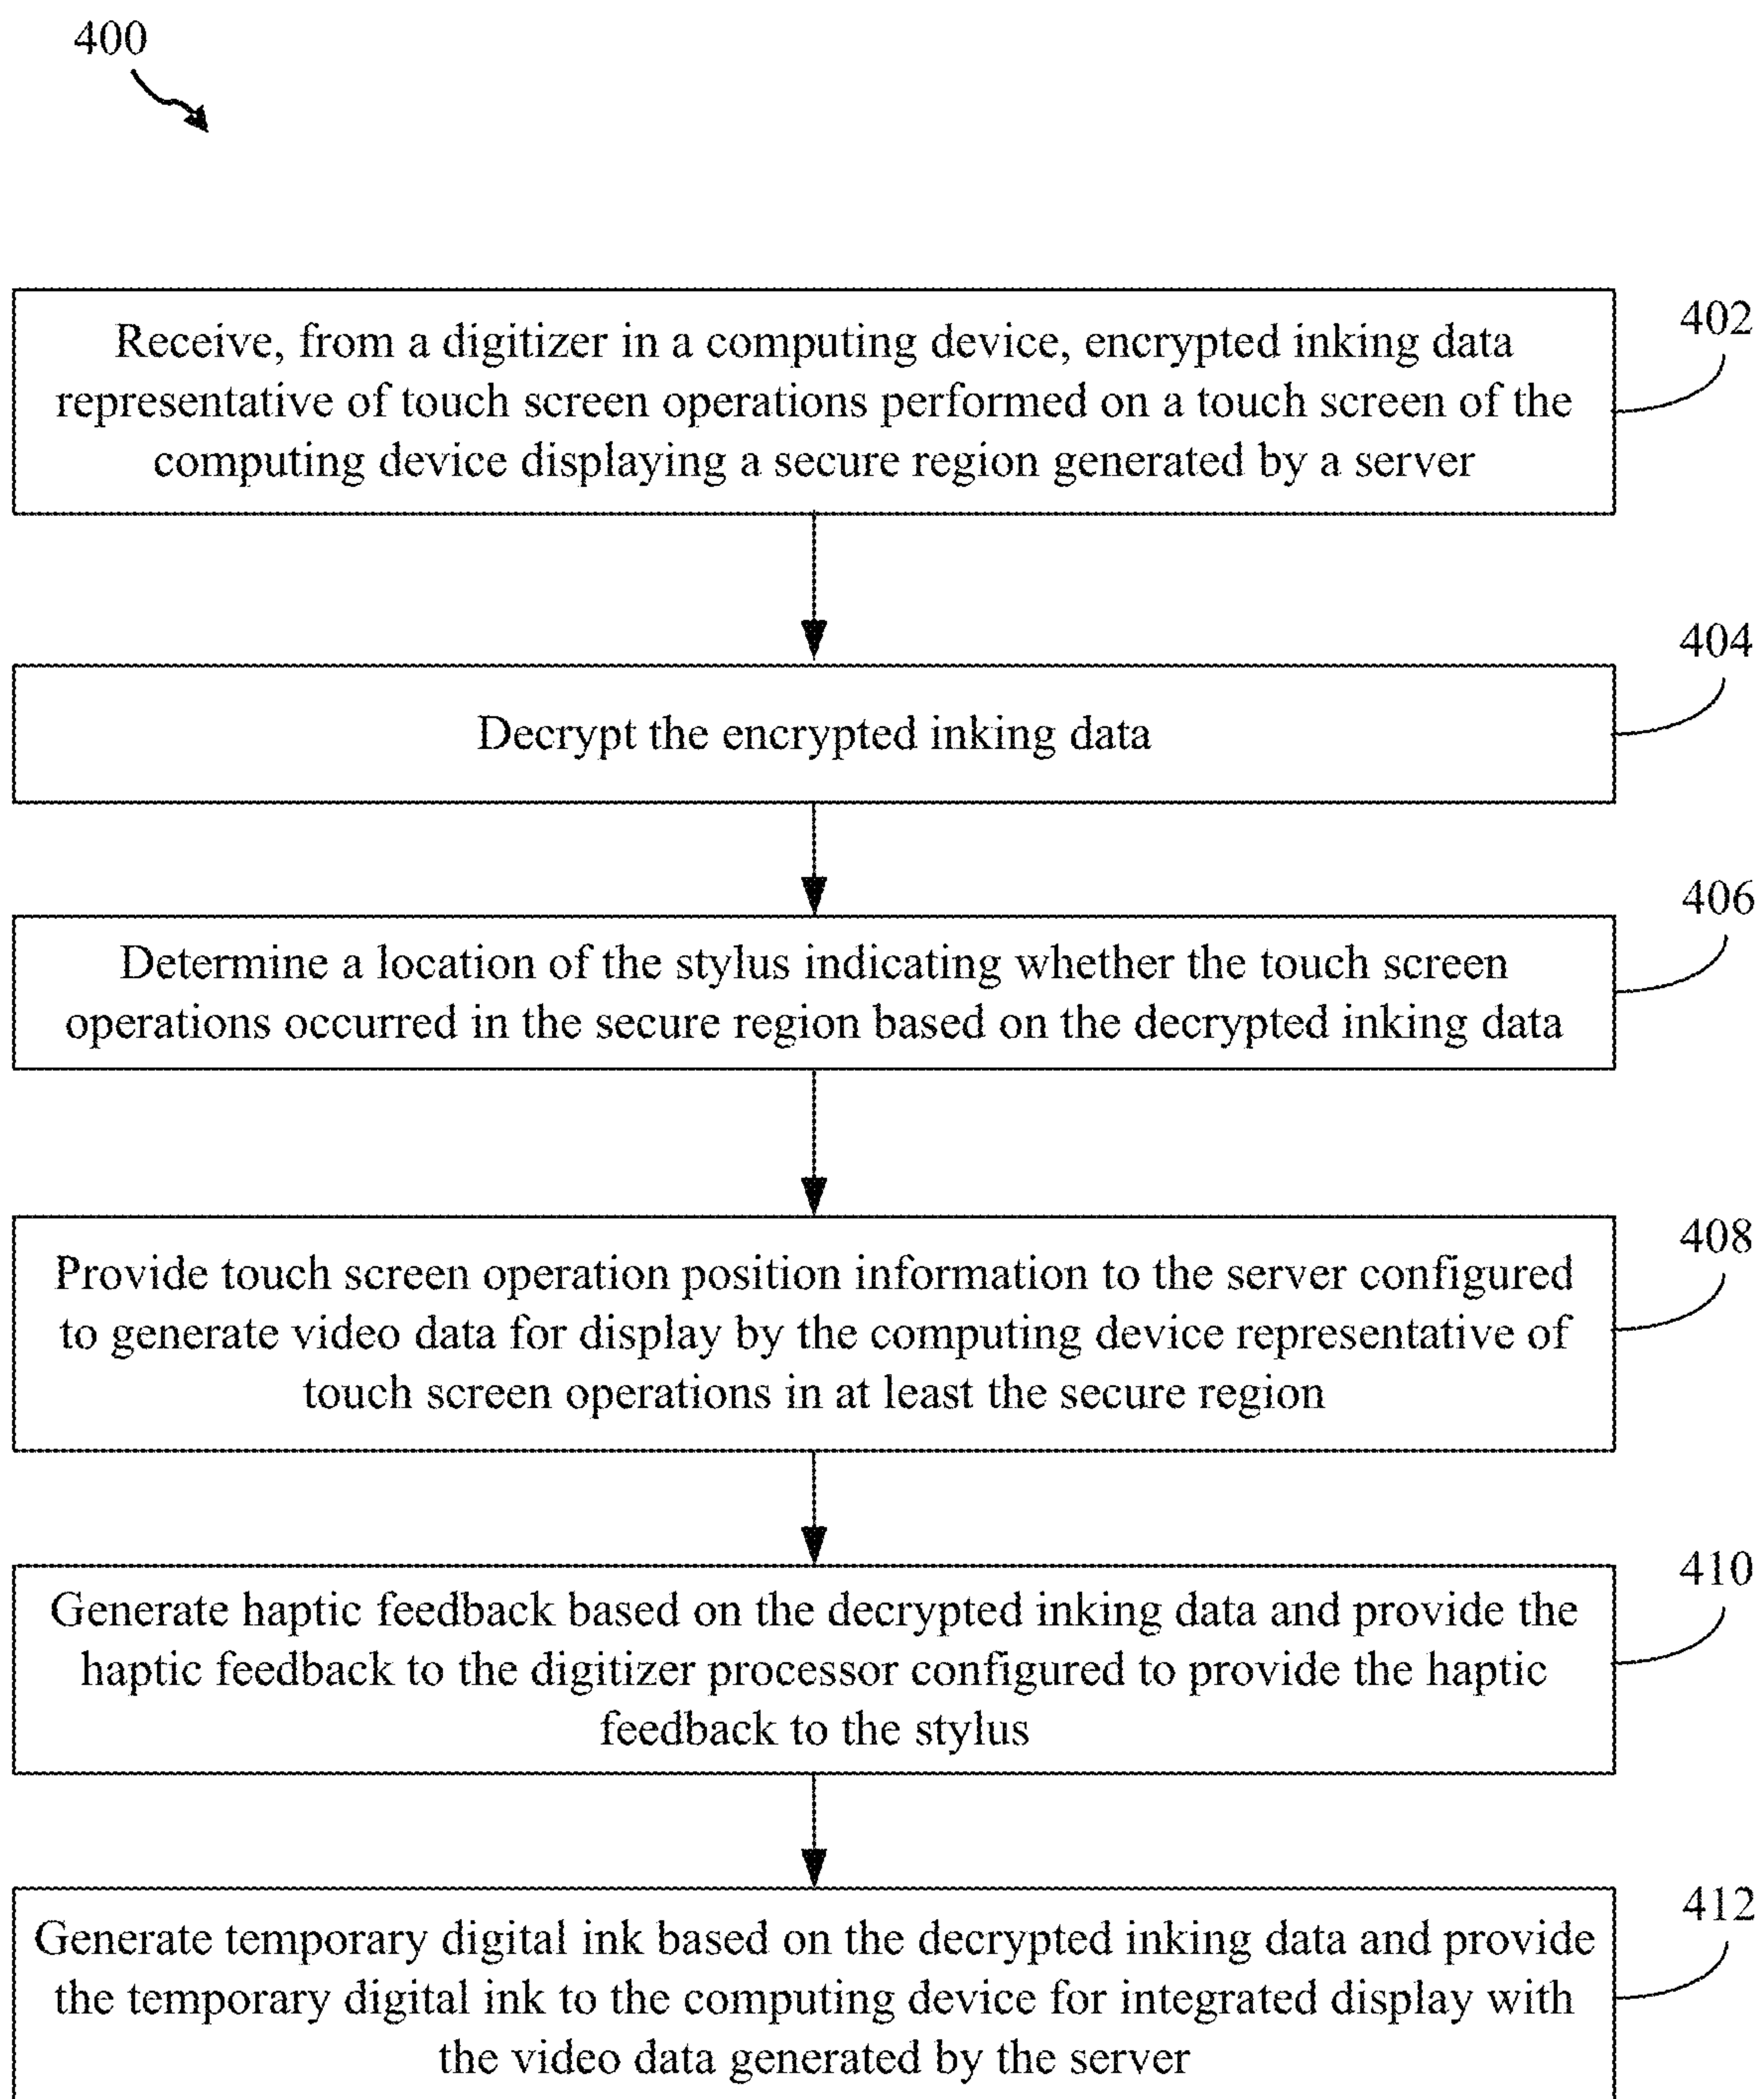 400
Receive, from a digitizer in a computing device, encrypted inking data
representative of touch screen operations performed on a touch screen of the
computing device displaying a secure region generated by a server
402
Decrypt the encrypted inking data
404
Determine a location of the stylus indicating whether the touch screen
operations occurred in the secure region based on the decrypted inking data
406
Provide touch screen operation position information to the server configured
to generate video data for display by the computing device representative of
touch screen operations in at least the secure region
408
Generate haptic feedback based on the decrypted inking data and provide the
haptic feedback to the digitizer processor configured to provide the haptic
feedback to the stylus
410
Generate temporary digital ink based on the decrypted inking data and provide
the temporary digital ink to the computing device for integrated display with
the video data generated by the server
412